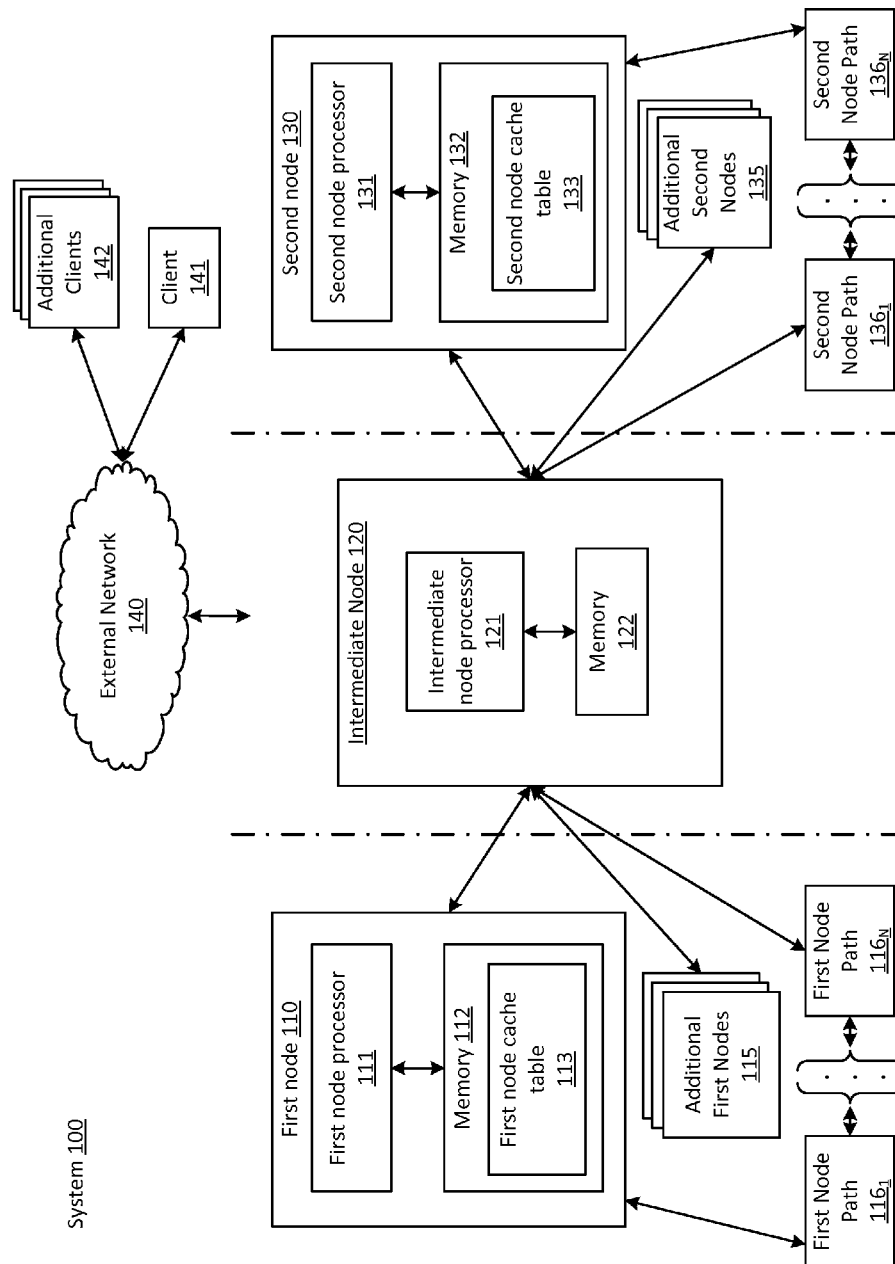 System 100
External Network
140
Additional
Clients
142
Client
141
First node 110
First node processor
111
Memory 112
First node cache
table
113
Additional
First Nodes
115
First Node
Path
116₁
. . .
First Node
Path
116N
Intermediate Node 120
Intermediate
node processor
121
Memory
122
Second node 130
Second node processor
131
Memory 132
Second node cache
table
133
Additional
Second
Nodes
135
Second
Node Path
136₁
. . .
Second
Node Path
136N